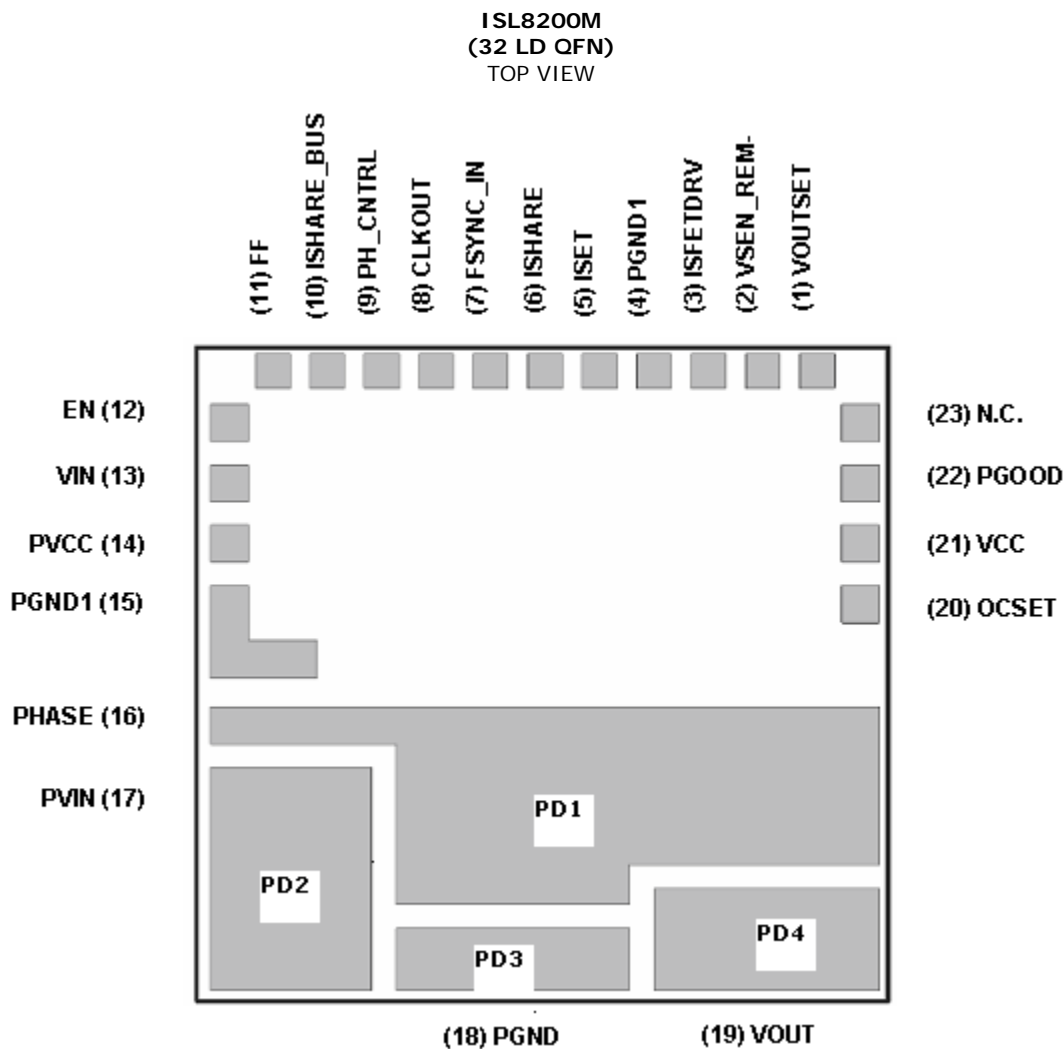 ISL8200M
(32 LD QFN)
TOP VIEW
(11) FF
(10) ISHARE_BUS
(9) PH_CNTRL
(8) CLKOUT
(7) FSYNC_IN
(6) ISHARE
(5) ISET
(4) PGND1
(3) ISFETDRV
(2) VSEN_REM-
(1) VOUTSET
EN (12)
(23) N.C.
VIN (13)
(22) PGOOD
PVCC (14)
(21) VCC
PGND1 (15)
(20) OCSET
PHASE (16)
PVIN (17)
PD1
PD2
PD4
PD3
(18) PGND
(19) VOUT